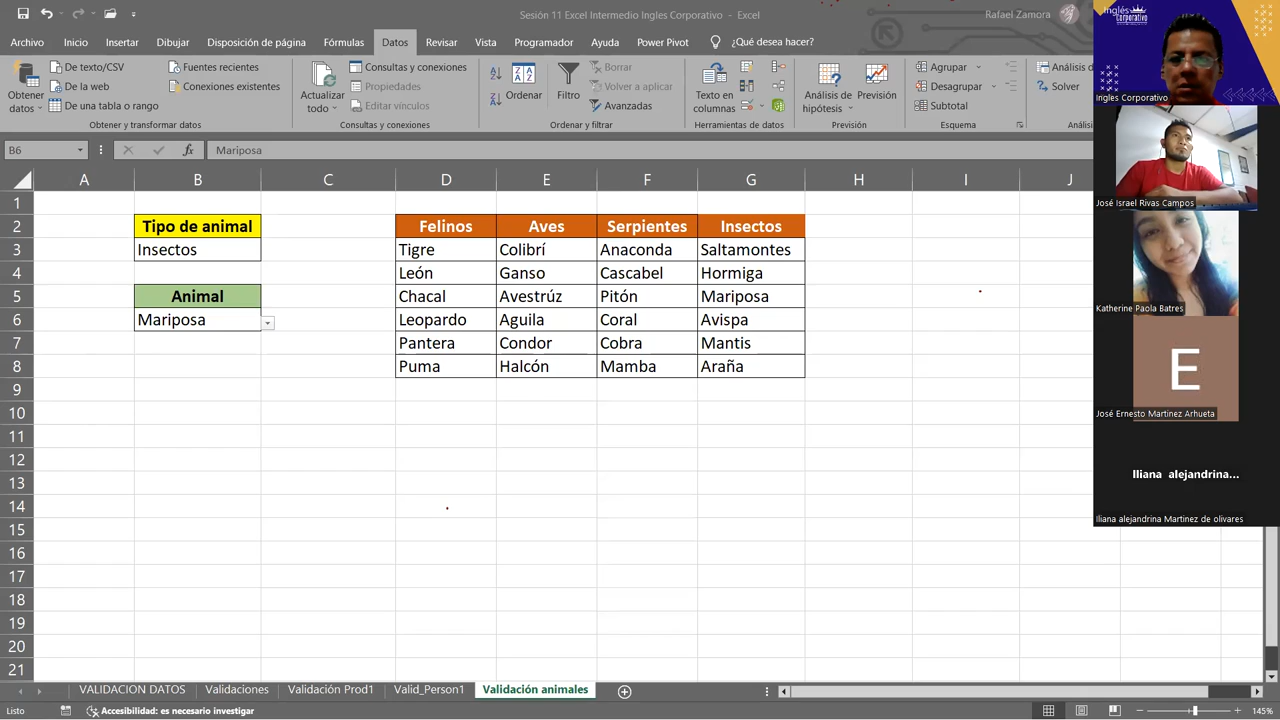 Sesión 11 Excel Intermedio Ingles Corporativo - Excel
Rafael Zamora
Archivo Inicio Insertar Dibujar Disposición de página Fórmulas Datos Revisar Vista Programador Ayuda Power Pivot ¿Qué desea hacer?
Obtener datos
De texto/CSV
De la web
De una tabla o rango
Fuentes recientes
Conexiones existentes
Obtener y transformar datos
Actualizar todo
Consultas y conexiones
Propiedades
Editar vínculos
Consultas y conexiones
Ordenar
Filtro
Borrar
Volver a aplicar
Avanzadas
Ordenar y filtrar
Texto en columnas
Herramientas de datos
Análisis de hipótesis
Previsión
Previsión
Agrupar
Desagrupar
Subtotal
Esquema
Análisis d
Solver
Análisis
B6 fx Mariposa
A B C D E F G H I J
1
2 Tipo de animal Felinos Aves Serpientes Insectos
3 Insectos Tigre Colibrí Anaconda Saltamontes
4 León Ganso Cascabel Hormiga
5 Animal Chacal Avestrúz Pitón Mariposa
6 Mariposa Leopardo Aguila Coral Avispa
7 Pantera Condor Cobra Mantis
8 Puma Halcón Mamba Araña
9
10
11
12
13
14
15
16
17
18
19
20
21
VALIDACION DATOS Validaciones Validación Prod1 Valid_Person1 Validación animales
Listo Accesibilidad: es necesario investigar 145%
Inglés Corporativo
Ingles Corporativo
José Israel Rivas Campos
Katherine Paola Batres
E
José Ernesto Martinez Arhueta
Iliana alejandrina...
Iliana alejandrina Martinez de olivares